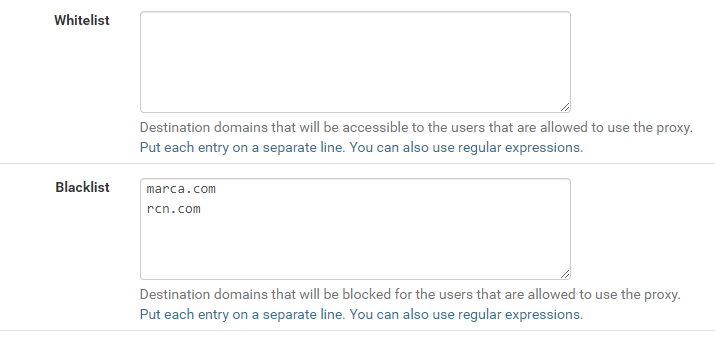 Whitelist
Destination domains that will be accessible to the users that are allowed to use the proxy.
Put each entry on a separate line. You can also use regular expressions.
Blacklist
marca.com
rcn.com
Destination domains that will be blocked for the users that are allowed to use the proxy.
Put each entry on a separate line. You can also use regular expressions.